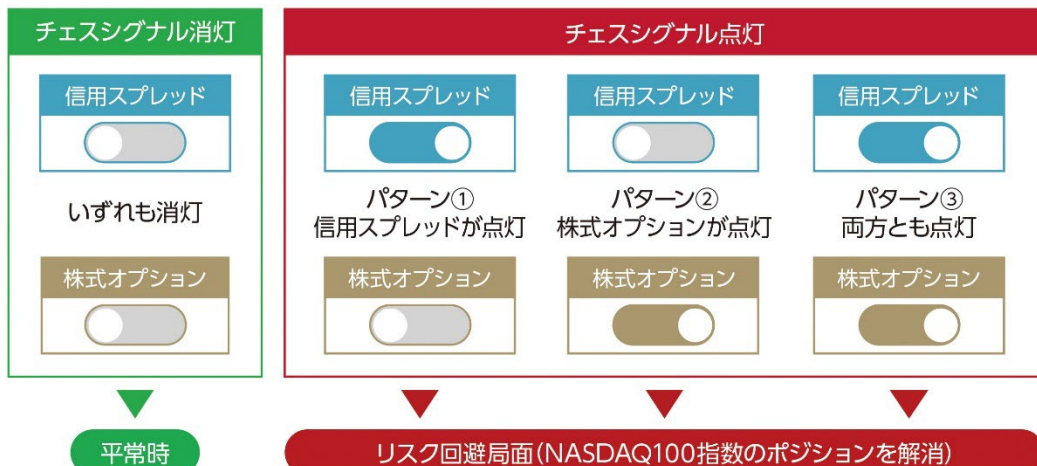 チェスシグナル消灯
信用スプレッド
いずれも消灯
株式オプション
平常時
チェスシグナル点灯
信用スプレッド
パターン①
信用スプレッドが点灯
株式オプション
信用スプレッド
パターン②
株式オプションが点灯
株式オプション
信用スプレッド
パターン③
両方とも点灯
株式オプション
リスク回避局面(NASDAQ100指数のポジションを解消)